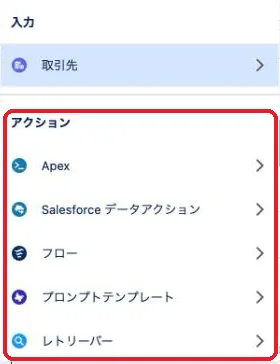 入力
取引先
アクション
Apex
Salesforce データアクション
フロー
プロンプトテンプレート
レトリーバー